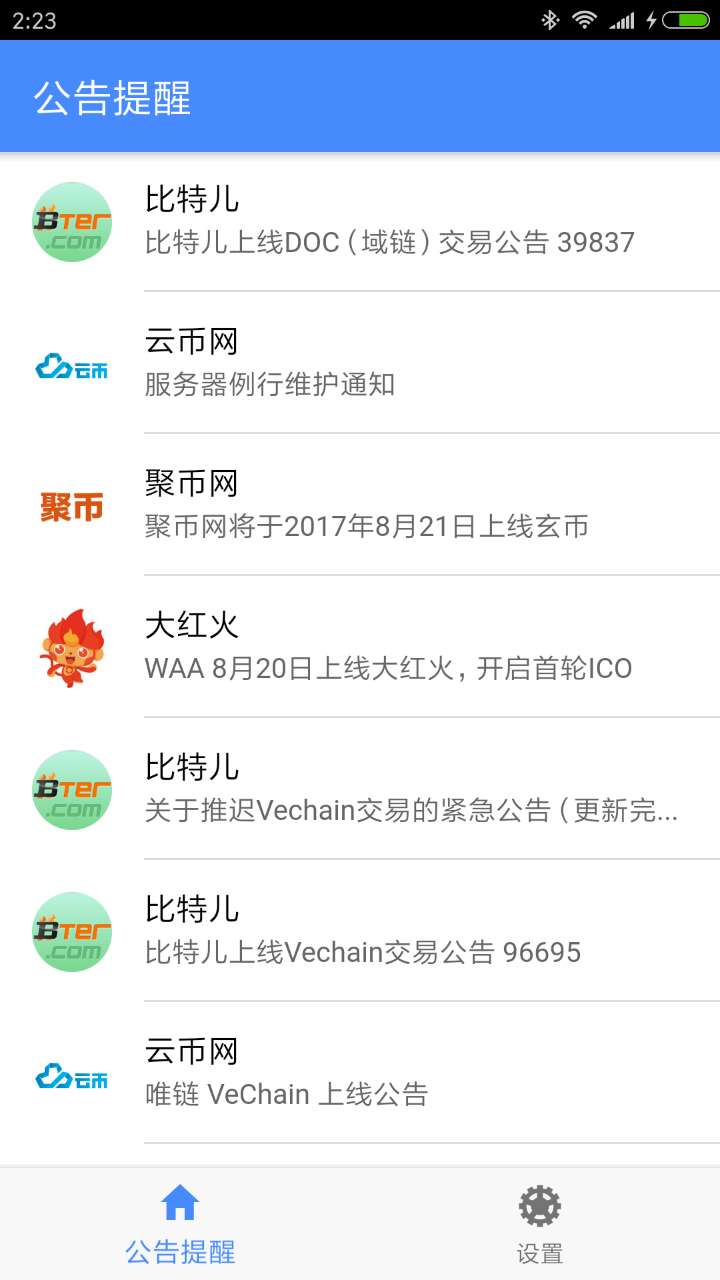 2:23
公告提醒
Bter
.com
比特儿
比特儿上线DOC（域链）交易公告 39837
云币
云币网
服务器例行维护通知
聚币
聚币网
聚币网将于2017年8月21日上线玄币
大红火
WAA 8月20日上线大红火，开启首轮ICO
Bter
.com
比特儿
关于推迟Vechain交易的紧急公告（更新完...
Bter
.com
比特儿
比特儿上线Vechain交易公告 96695
云币
云币网
唯链 VeChain 上线公告
公告提醒
设置